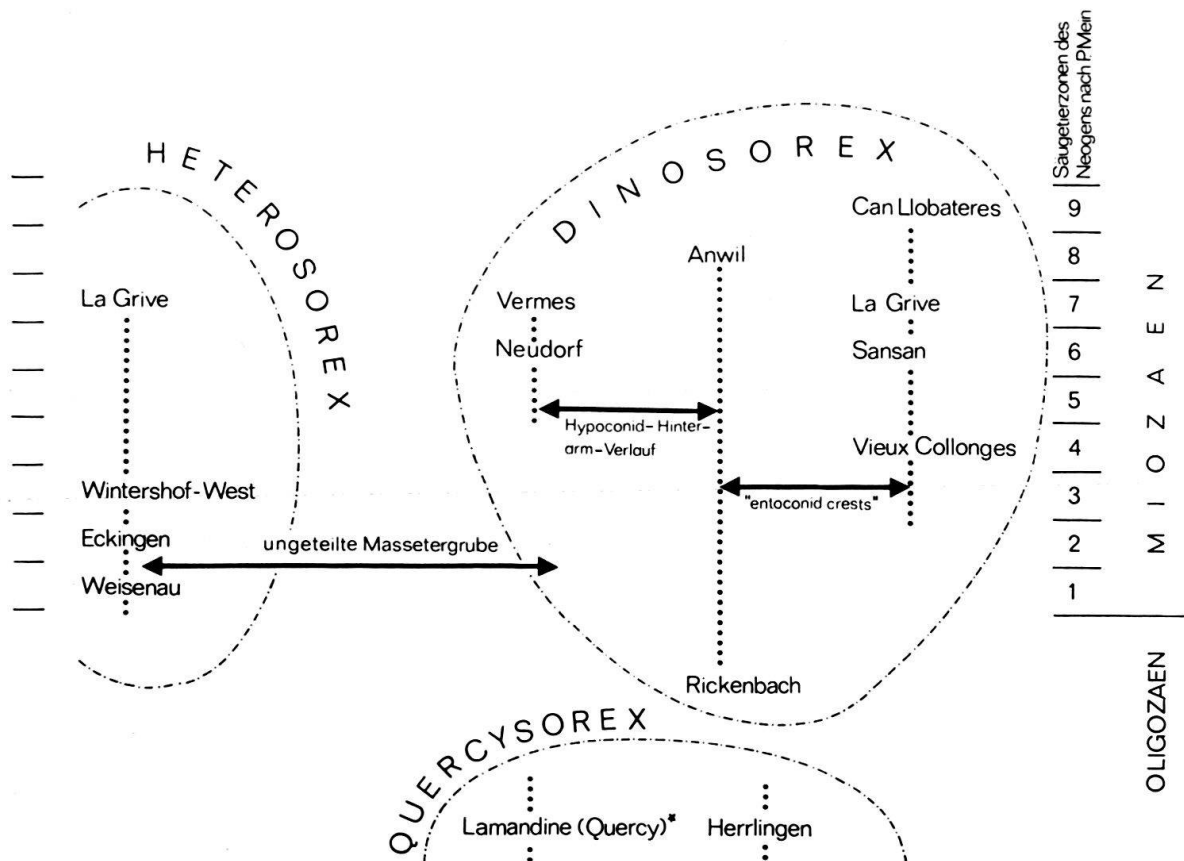 Saugetierzonen des
Neogens nach P.Mein
HETEROSOREX
DINOSOREX
Can Llobateres
9
Anwil
8
La Grive
Vermes
La Grive
7
Neudorf
Sansan
6
5
Hypoconid-Hinter-
arm-Verlauf
Vieux Collonges
4
Wintershof-West
"entoconid crests"
3
Eckingen
ungeteilte Massetergrube
2
Weisenau
1
MIOZAEN
Rickenbach
OLIGOZAEN
QUERCYSOREX
Lamandine (Quercy)*
Herrlingen